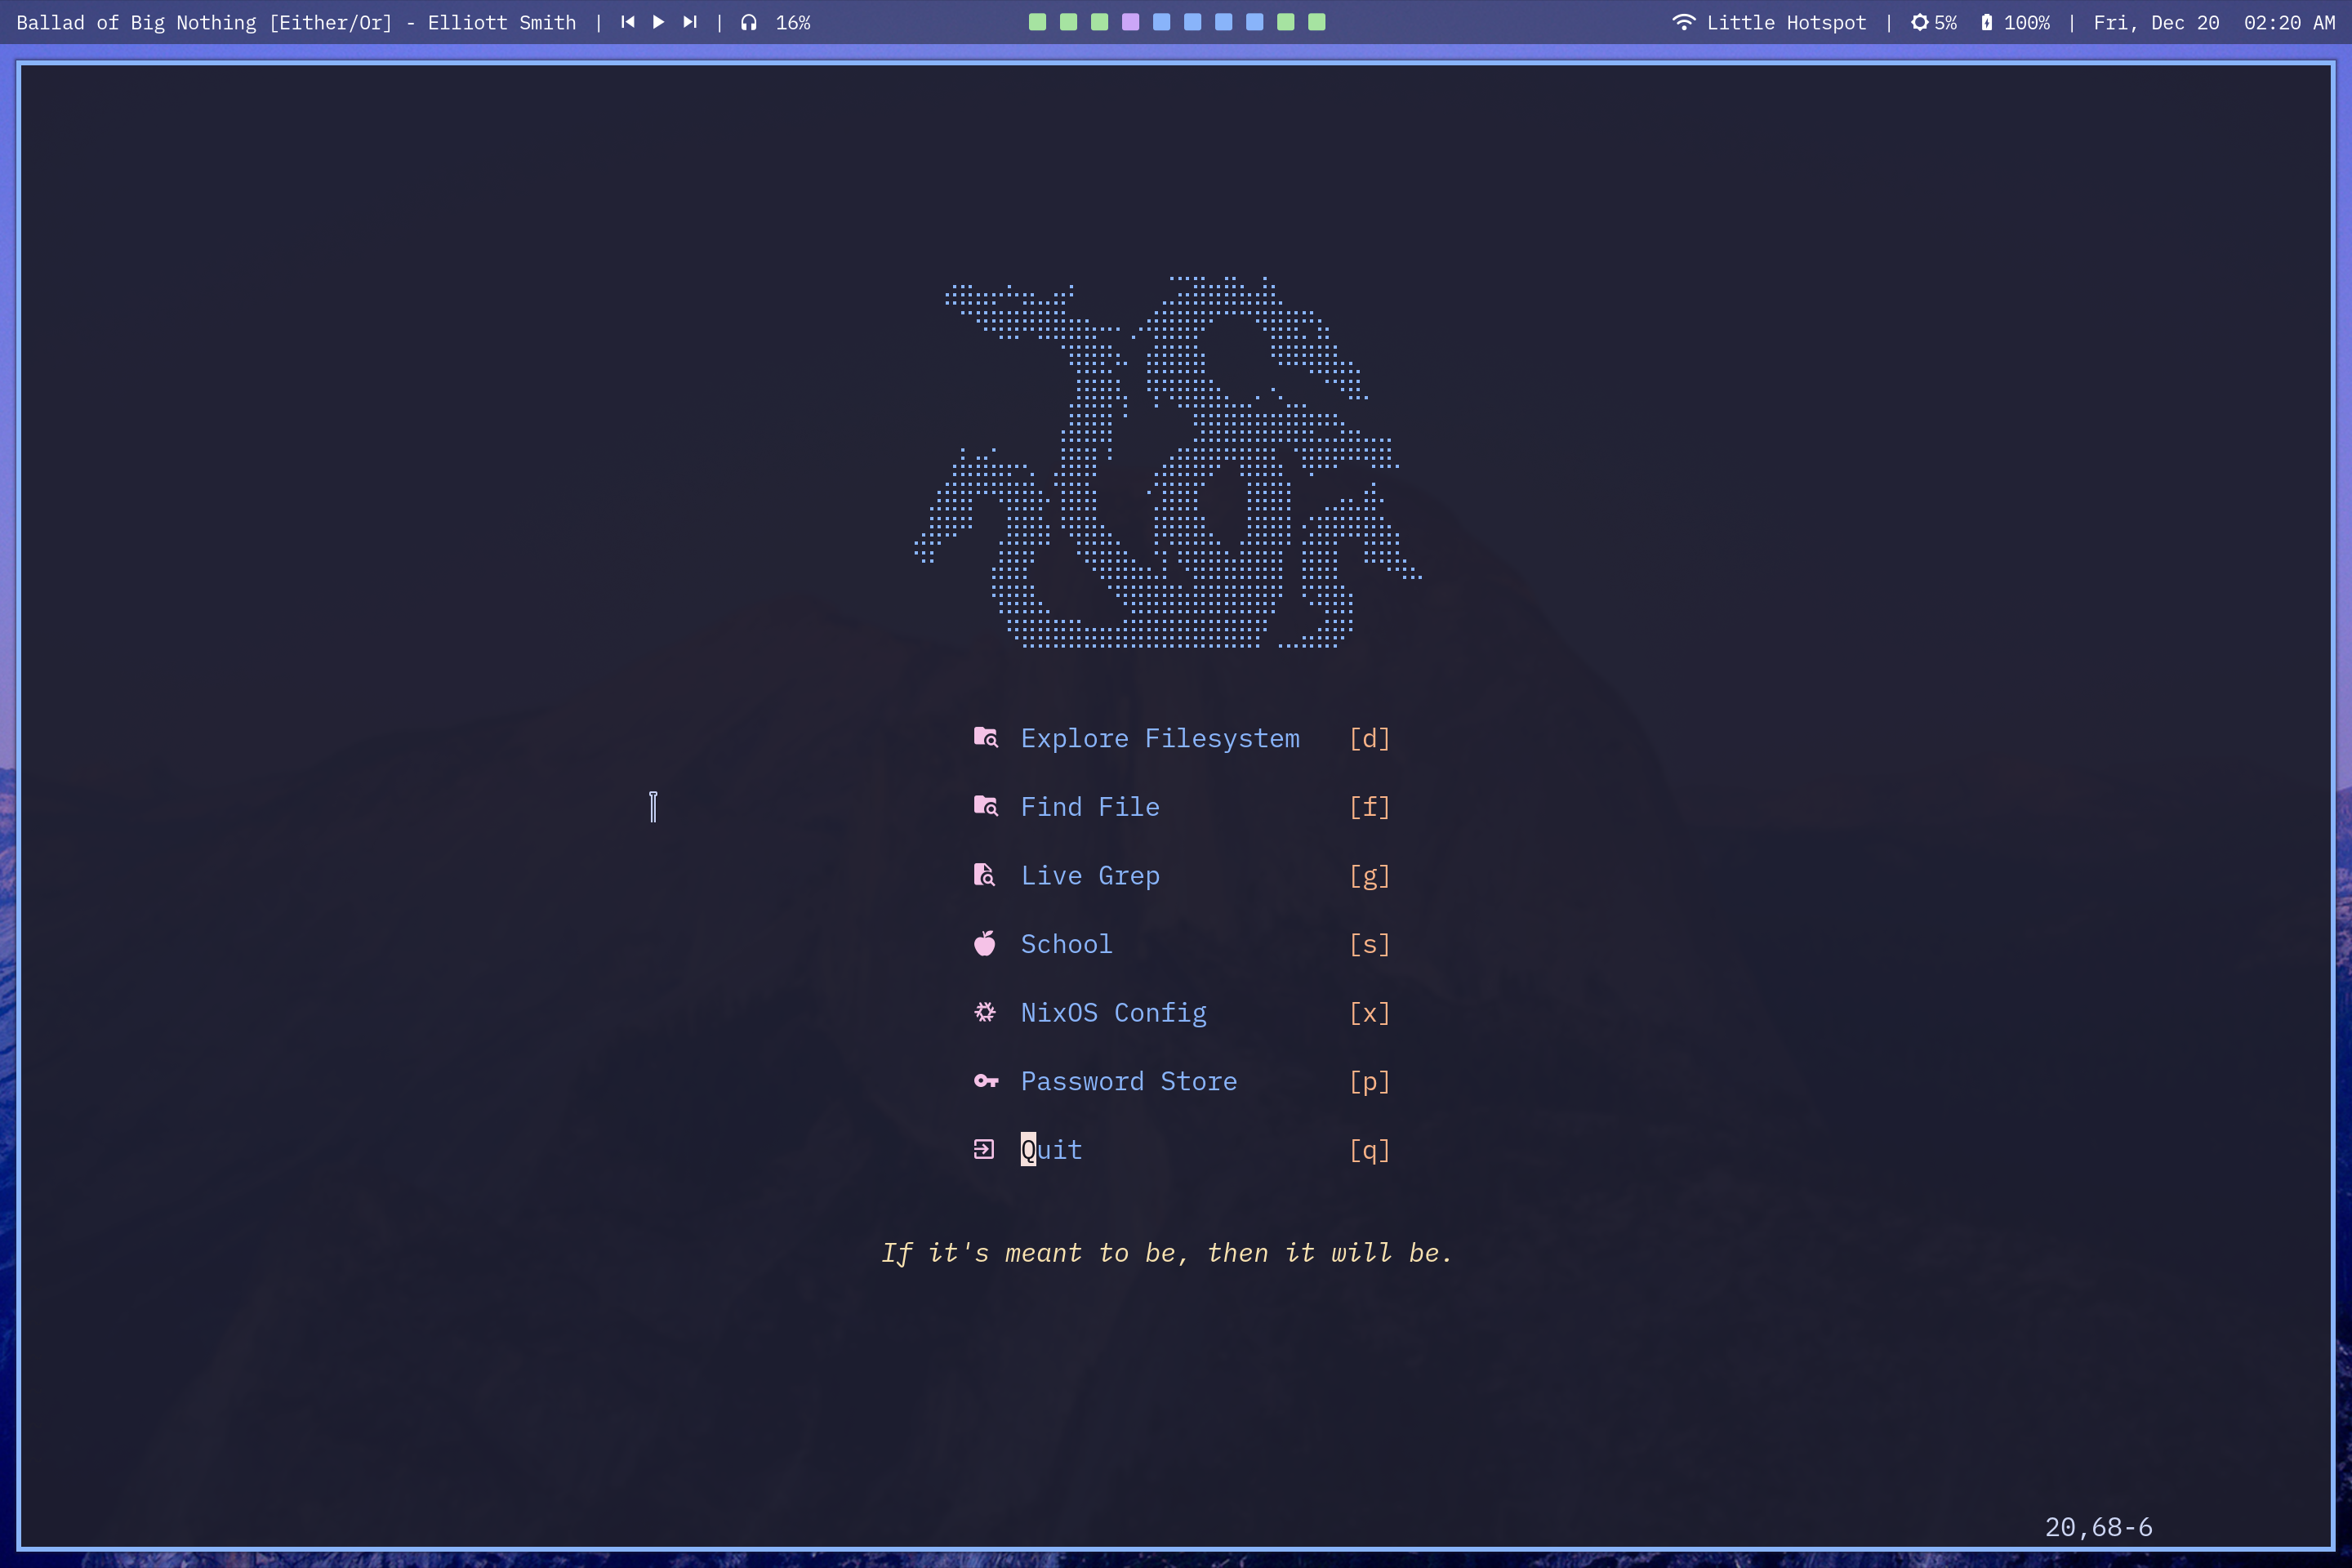 Ballad of Big Nothing [Either/Or] - Elliott Smith | | 16% Little Hotspot | 5% 100% | Fri, Dec 20 02:20 AM
Explore Filesystem [d]
Find File [f]
Live Grep [g]
School [s]
NixOS Config [x]
Password Store [p]
Quit [q]
If it's meant to be, then it will be.
20,68-6